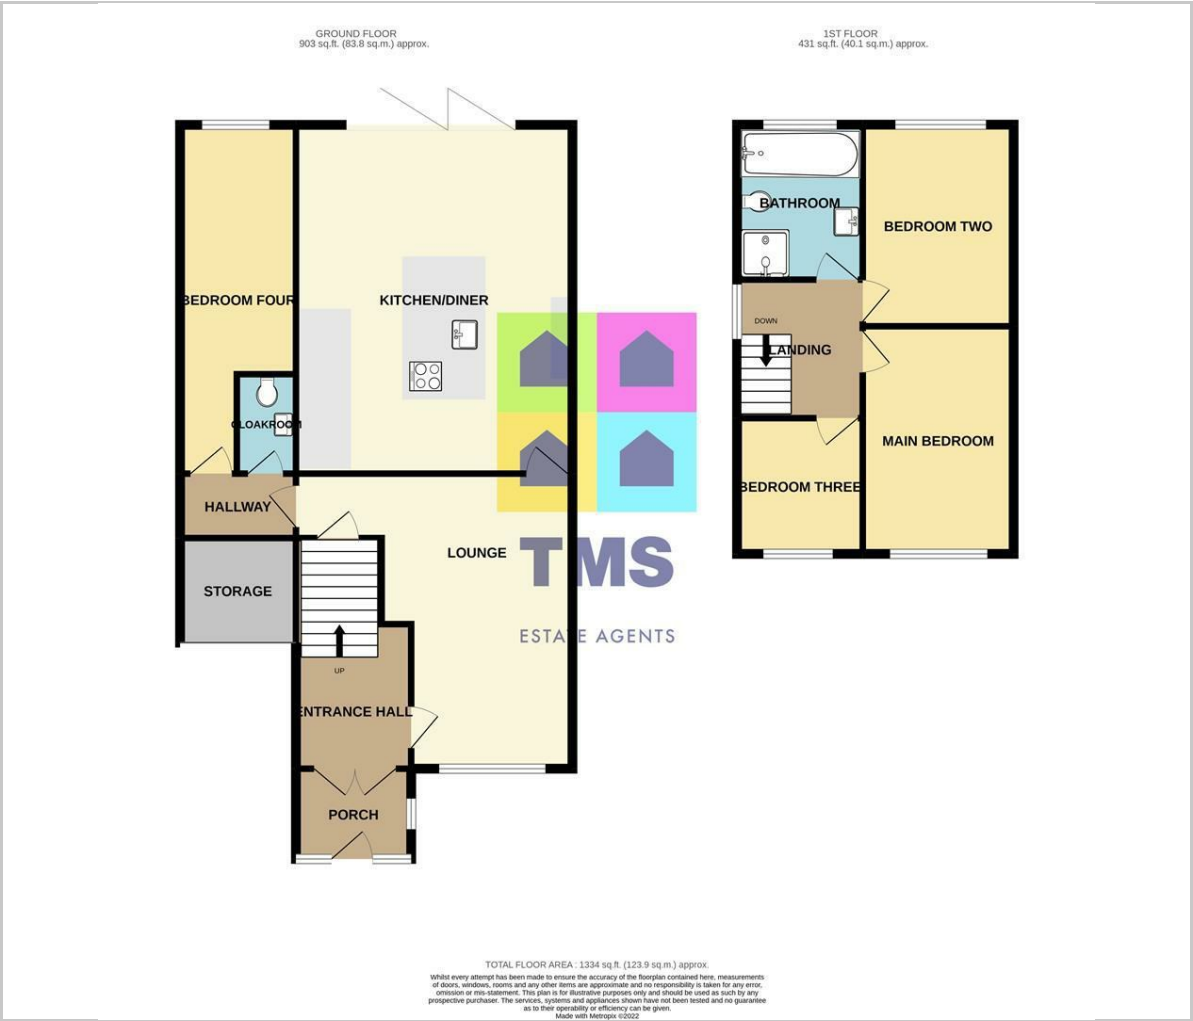 GROUND FLOOR
903 sq.ft. (83.8 sq.m.) approx.
1ST FLOOR
431 sq.ft. (40.1 sq.m.) approx.
BEDROOM FOUR
KITCHEN/DINER
CLOAKROOM
HALLWAY
LOUNGE
STORAGE
UP
ENTRANCE HALL
PORCH
BATHROOM
BEDROOM TWO
DOWN
LANDING
MAIN BEDROOM
BEDROOM THREE
TMS
ESTATE AGENTS
TOTAL FLOOR AREA : 1334 sq.ft. (123.9 sq.m.) approx.
Whilst every attempt has been made to ensure the accuracy of the floorplan contained here, measurements
of doors, windows, rooms and any other items are approximate and no responsibility is taken for any error,
omission or mis-statement. This plan is for illustrative purposes only and should be used as such by any
prospective purchaser. The services, systems and appliances shown have not been tested and no guarantee
as to their operability or efficiency can be given.
Made with Metropix ©2022